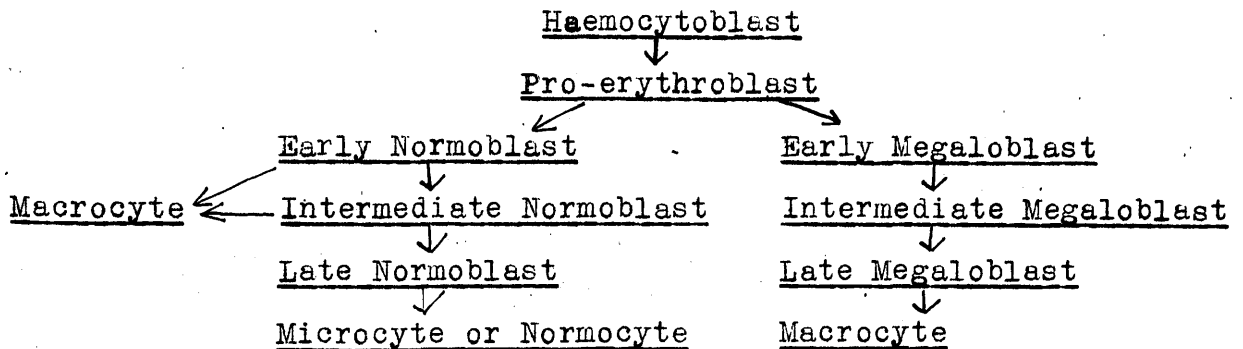 Haemocytoblast
Pro-erythroblast
Early Normoblast Early Megaloblast
Macrocyte Intermediate Normoblast Intermediate Megaloblast
Late Normoblast Late Megaloblast
Microcyte or Normocyte Macrocyte